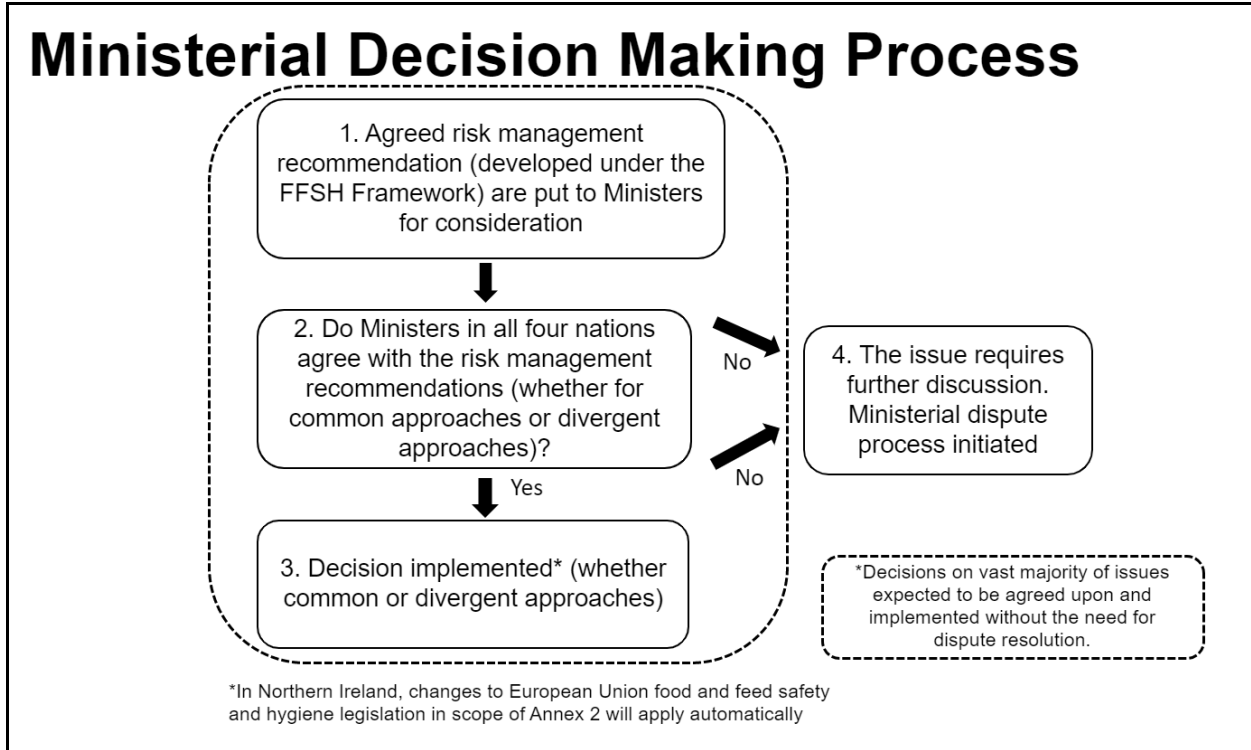 Ministerial Decision Making Process
1. Agreed risk management
recommendation (developed under the
FFSH Framework) are put to Ministers
for consideration
2. Do Ministers in all four nations
agree with the risk management
recommendations (whether for
common approaches or divergent
approaches)?
No
No
4. The issue requires
further discussion.
Ministerial dispute
process initiated
Yes
3. Decision implemented* (whether
common or divergent approaches)
*Decisions on vast majority of issues
expected to be agreed upon and
implemented without the need for
dispute resolution.
*In Northern Ireland, changes to European Union food and feed safety
and hygiene legislation in scope of Annex 2 will apply automatically